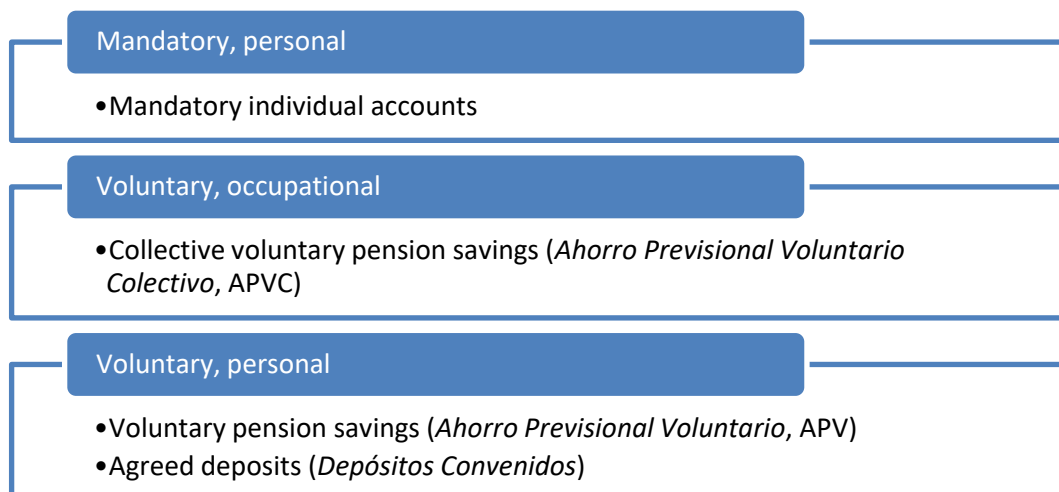 Mandatory, personal
•Mandatory individual accounts
Voluntary, occupational
•Collective voluntary pension savings (Ahorro Previsional Voluntario
Colectivo, APVC)
Voluntary, personal
•Voluntary pension savings (Ahorro Previsional Voluntario, APV)
•Agreed deposits (Depósitos Convenidos)